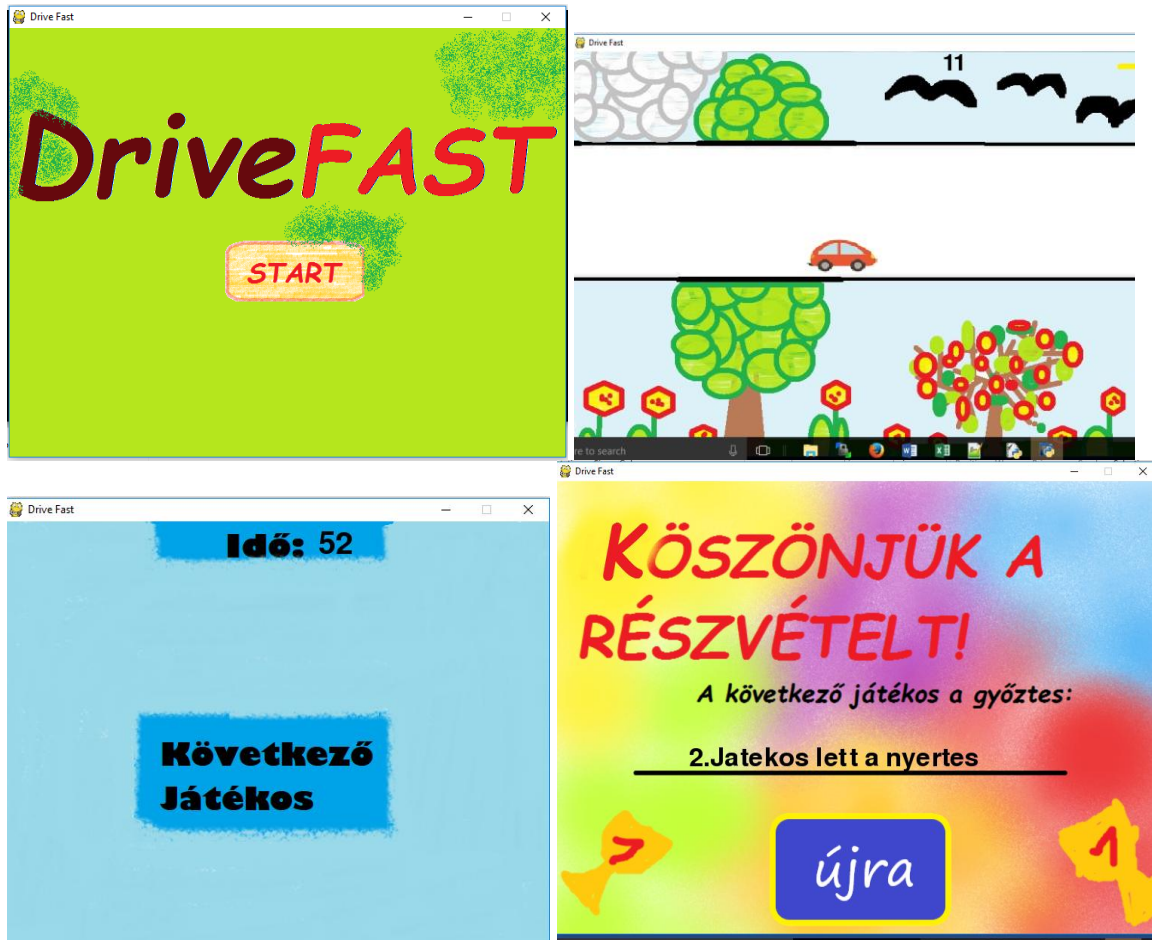 Drive Fast
DriveFAST
START
Drive Fast
11
re to search
Drive Fast
Idő: 52
Következő
Játékos
Drive Fast
KÖSZÖNJÜK A
RÉSZVÉTELT!
A következő játékos a győztes:
2.Jatekos lett a nyertes
1
újra
1